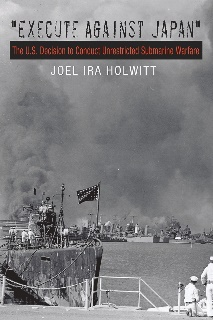 "EXECUTE AGAINST JAPAN"
The U.S. Decision to Conduct Unrestricted Submarine Warfare
JOEL IRA HOLWITT